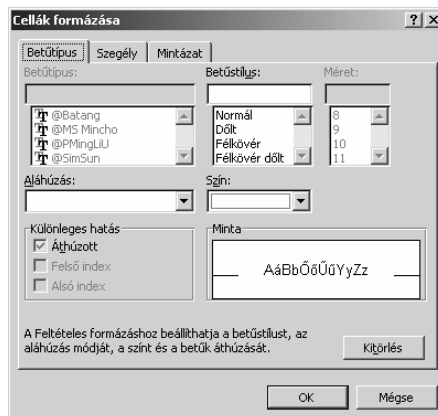 Cellák formázása
Betűtípus Szegély Mintázat
Betűtípus: Betűstílus: Méret:
@Batang Normál 8
@MS Mincho Dőlt 9
@PMingLiU Félkövér 10
@SimSun Félkövér dőlt 11
Aláhúzás: Szín:
Különleges hatás Minta
Áthúzott
Felső index
Alsó index
AáBbŐőŰűYyZz
A Feltételes formázáshoz beállíthatja a betűstílust, az
aláhúzás módját, a színt és a betűk áthúzását.
Kitörlés
OK Mégse